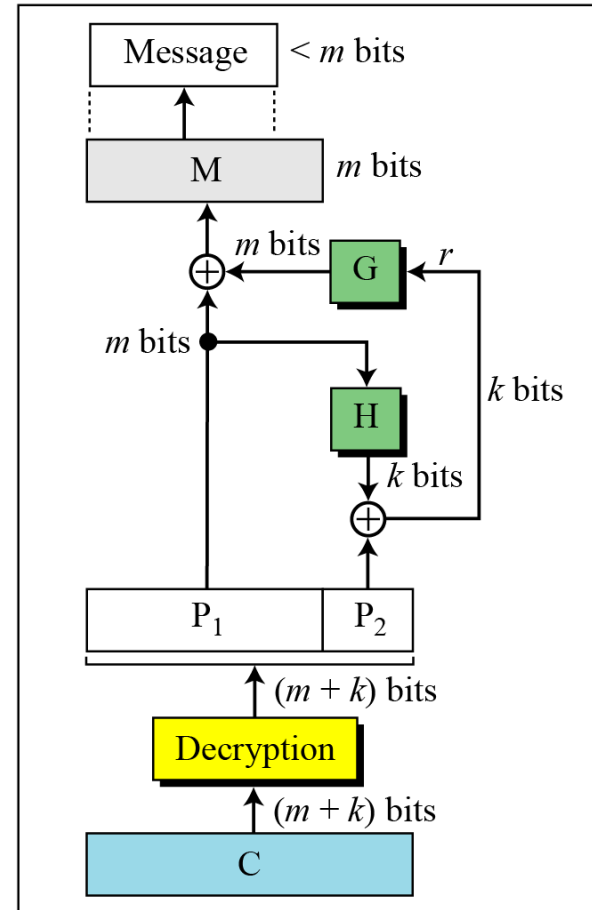 Message < m bits
M m bits
m bits G r
m bits
H k bits
k bits
⊕
P₁ P₂
(m + k) bits
Decryption
(m + k) bits
C